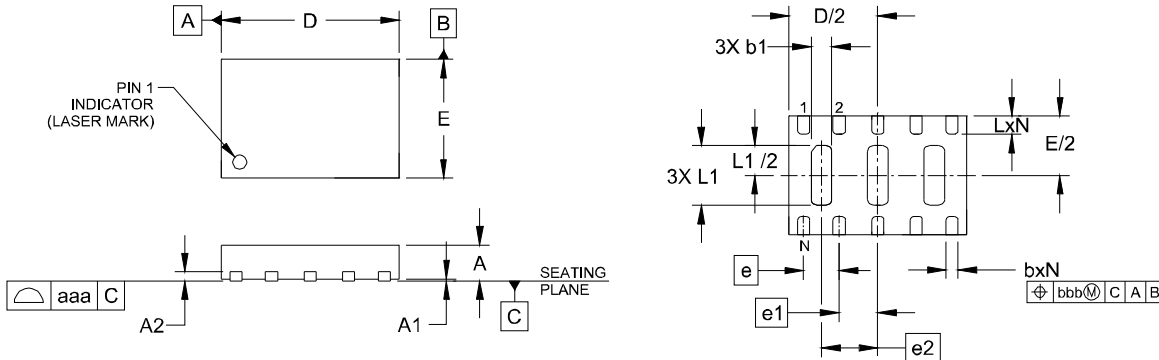 A
D
B
PIN 1
INDICATOR
(LASER MARK)
E
A
SEATING
PLANE
aaa C
A2
A1
C
D/2
3X b1
1 2
LxN
E/2
L1 /2
3X L1
N
e
bxN
bbbⓂ C A B
e1
e2